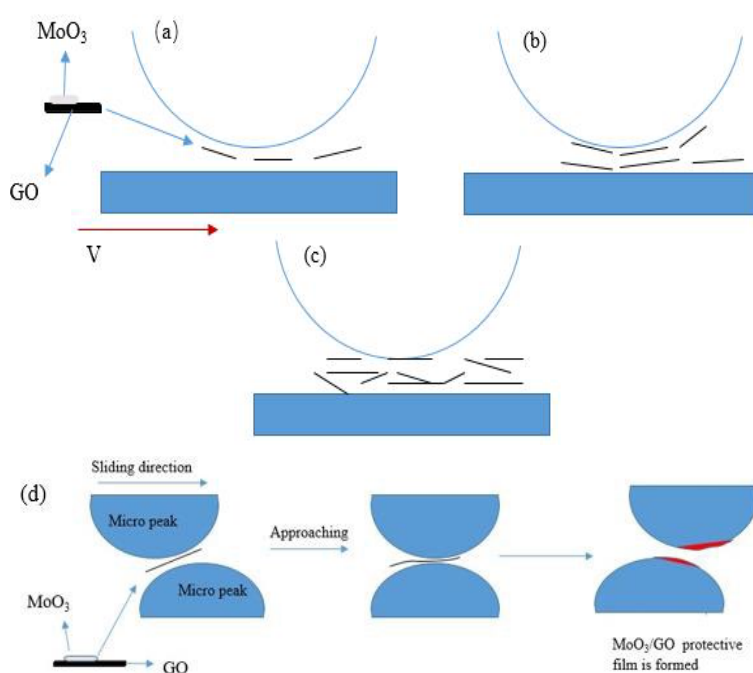 MoO₃
(a)
(b)
GO
V
(c)
(d)
Sliding direction
Micro peak
Approaching
Micro peak
MoO₃
GO
MoO₃/GO protective
film is formed